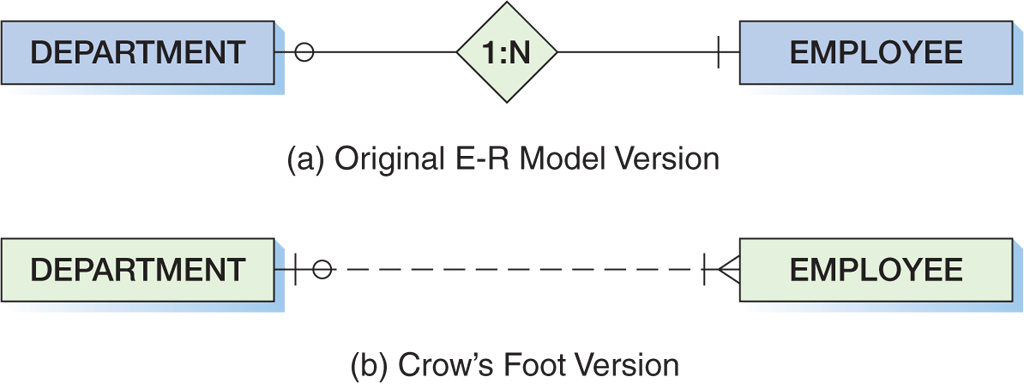 DEPARTMENT 1:N EMPLOYEE
(a) Original E-R Model Version
DEPARTMENT EMPLOYEE
(b) Crow’s Foot Version